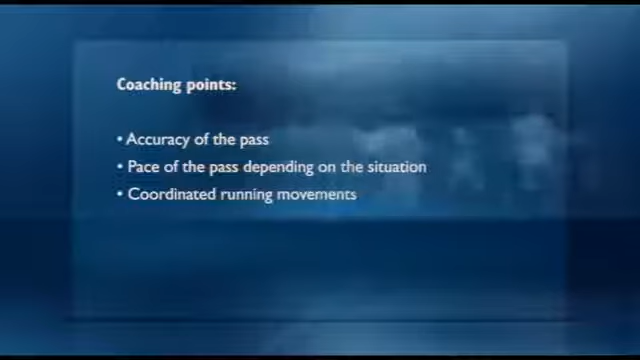 Coaching points:
• Accuracy of the pass
• Pace of the pass depending on the situation
• Coordinated running movements